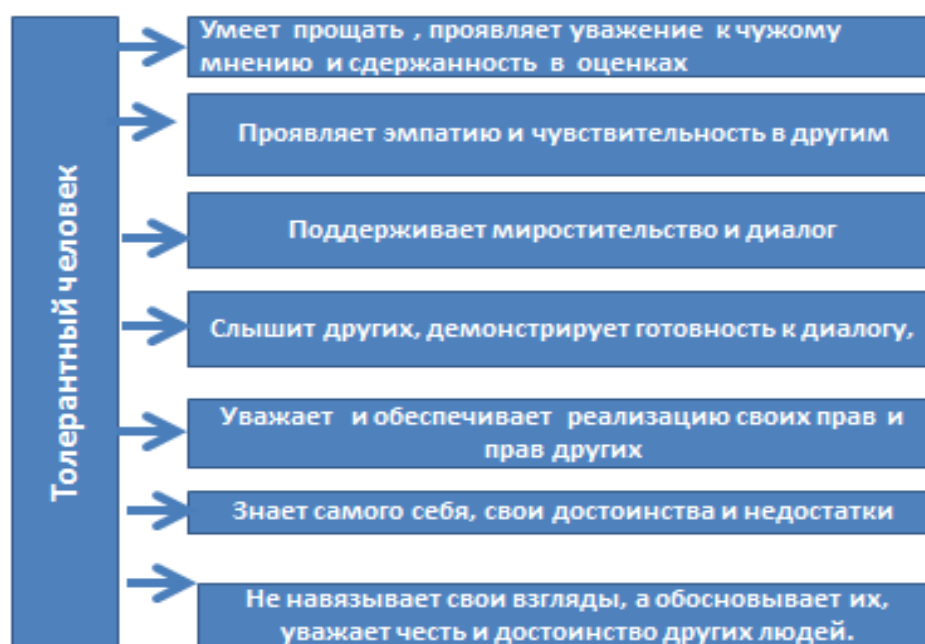 Толерантный человек
Умеет прощать , проявляет уважение к чужому
мнению и сдержанность в оценках
Проявляет эмпатию и чувствительность в другим
Поддерживает миростительство и диалог
Слышит других, демонстрирует готовность к диалогу,
Уважает и обеспечивает реализацию своих прав и
прав других
Знает самого себя, свои достоинства и недостатки
Не навязывает свои взгляды, а обосновывает их,
уважает честь и достоинство других людей.